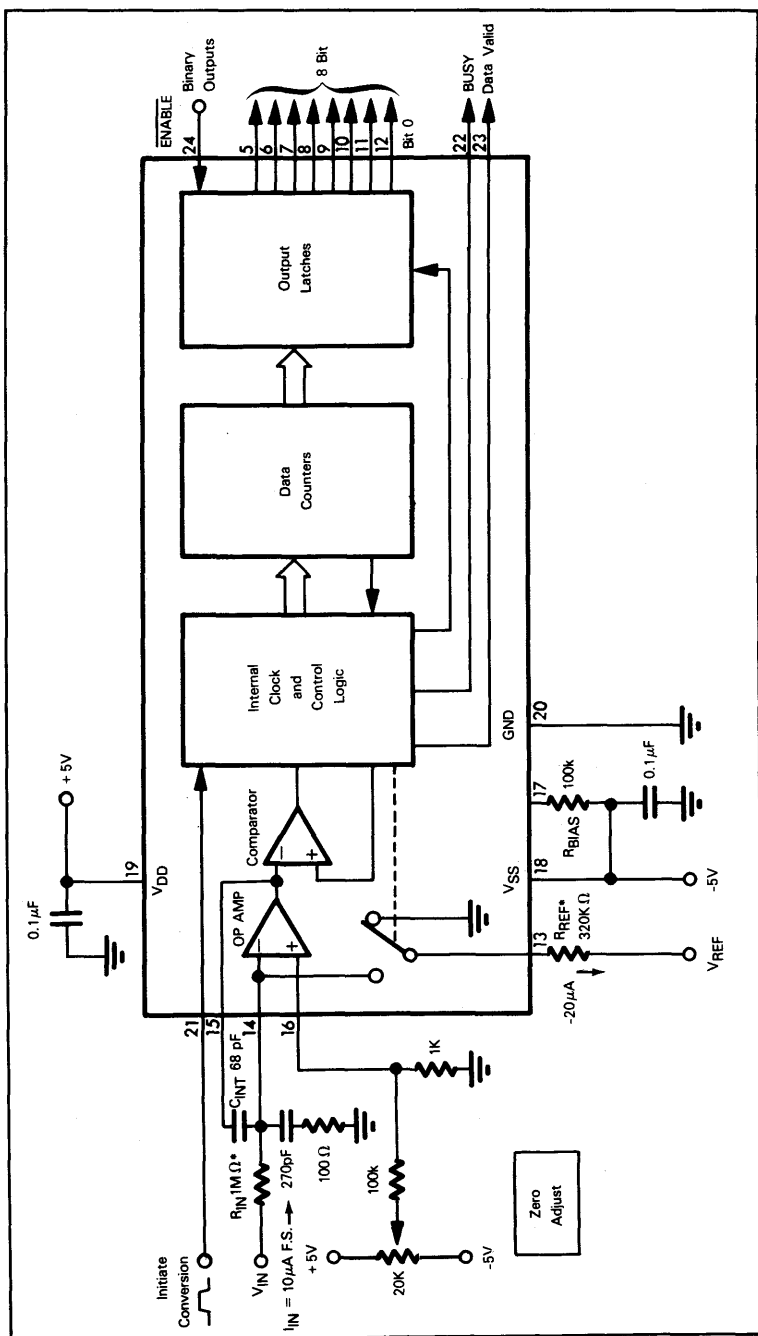 ENABLE
24
Binary
Outputs
5
6
7
8
9
10
11
12
8 Bit
Bit 0
22
BUSY
23
Data Valid
Output
Latches
Data
Counters
Internal
Clock
and
Control
Logic
+5V
0.1µF
19
VDD
Comparator
−
+
OP AMP
−
+
Initiate
Conversion
21
15
14
16
CINT 68 pF
RIN 1M Ω*
270pF
100 Ω
VIN
IIN = 10µA F.S.
+5V
20K
-5V
100k
1K
Zero
Adjust
GND
20
17
100k
RBIAS
0.1µF
VSS
18
-5V
13
RREF*
320K Ω
-20µA
VREF